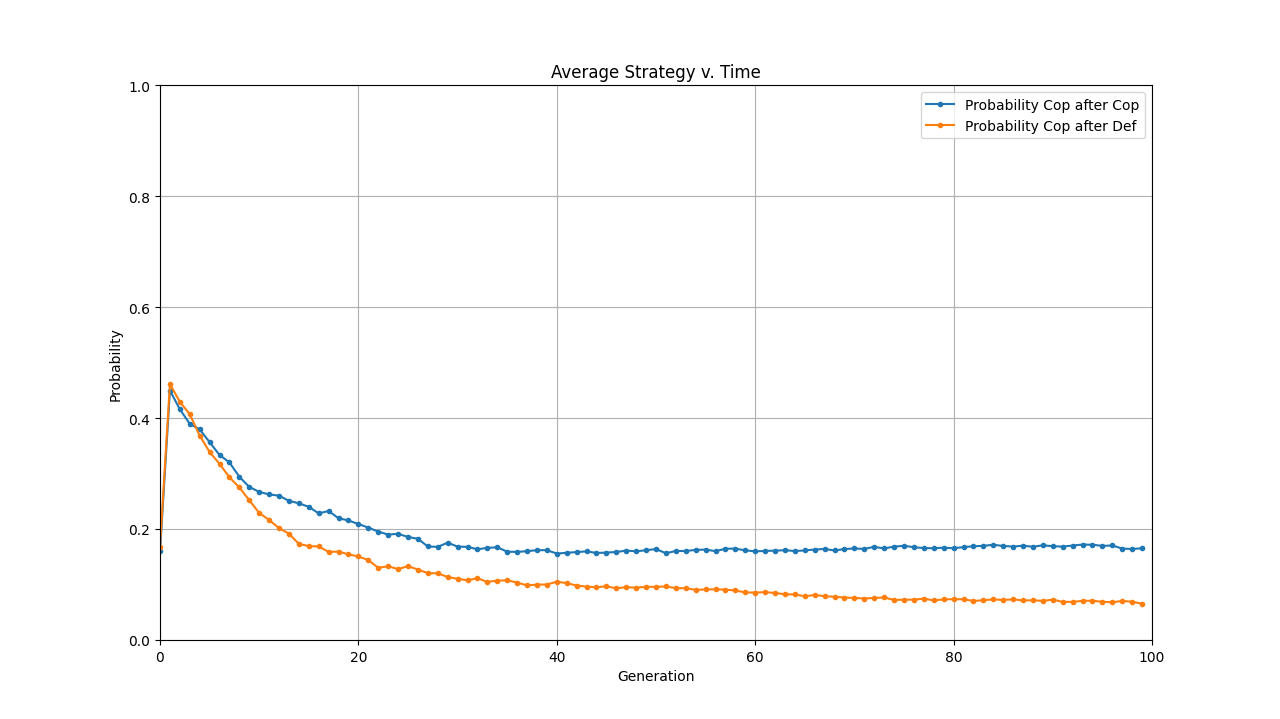 Average Strategy v. Time
Probability Cop after Cop
Probability Cop after Def
1.0
0.8
0.6
0.4
0.2
0.0
Probability
0 20 40 60 80 100
Generation